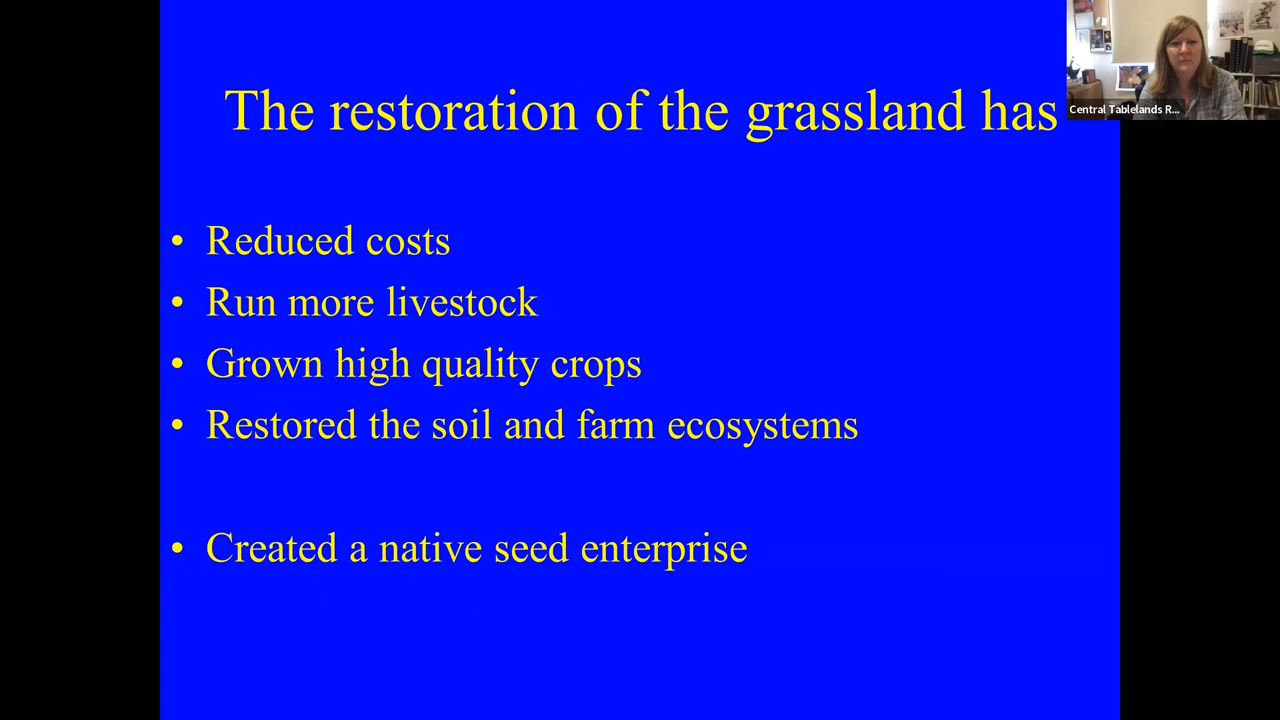 The restoration of the grassland has
Central Tablelands R...
• Reduced costs
• Run more livestock
• Grown high quality crops
• Restored the soil and farm ecosystems
• Created a native seed enterprise